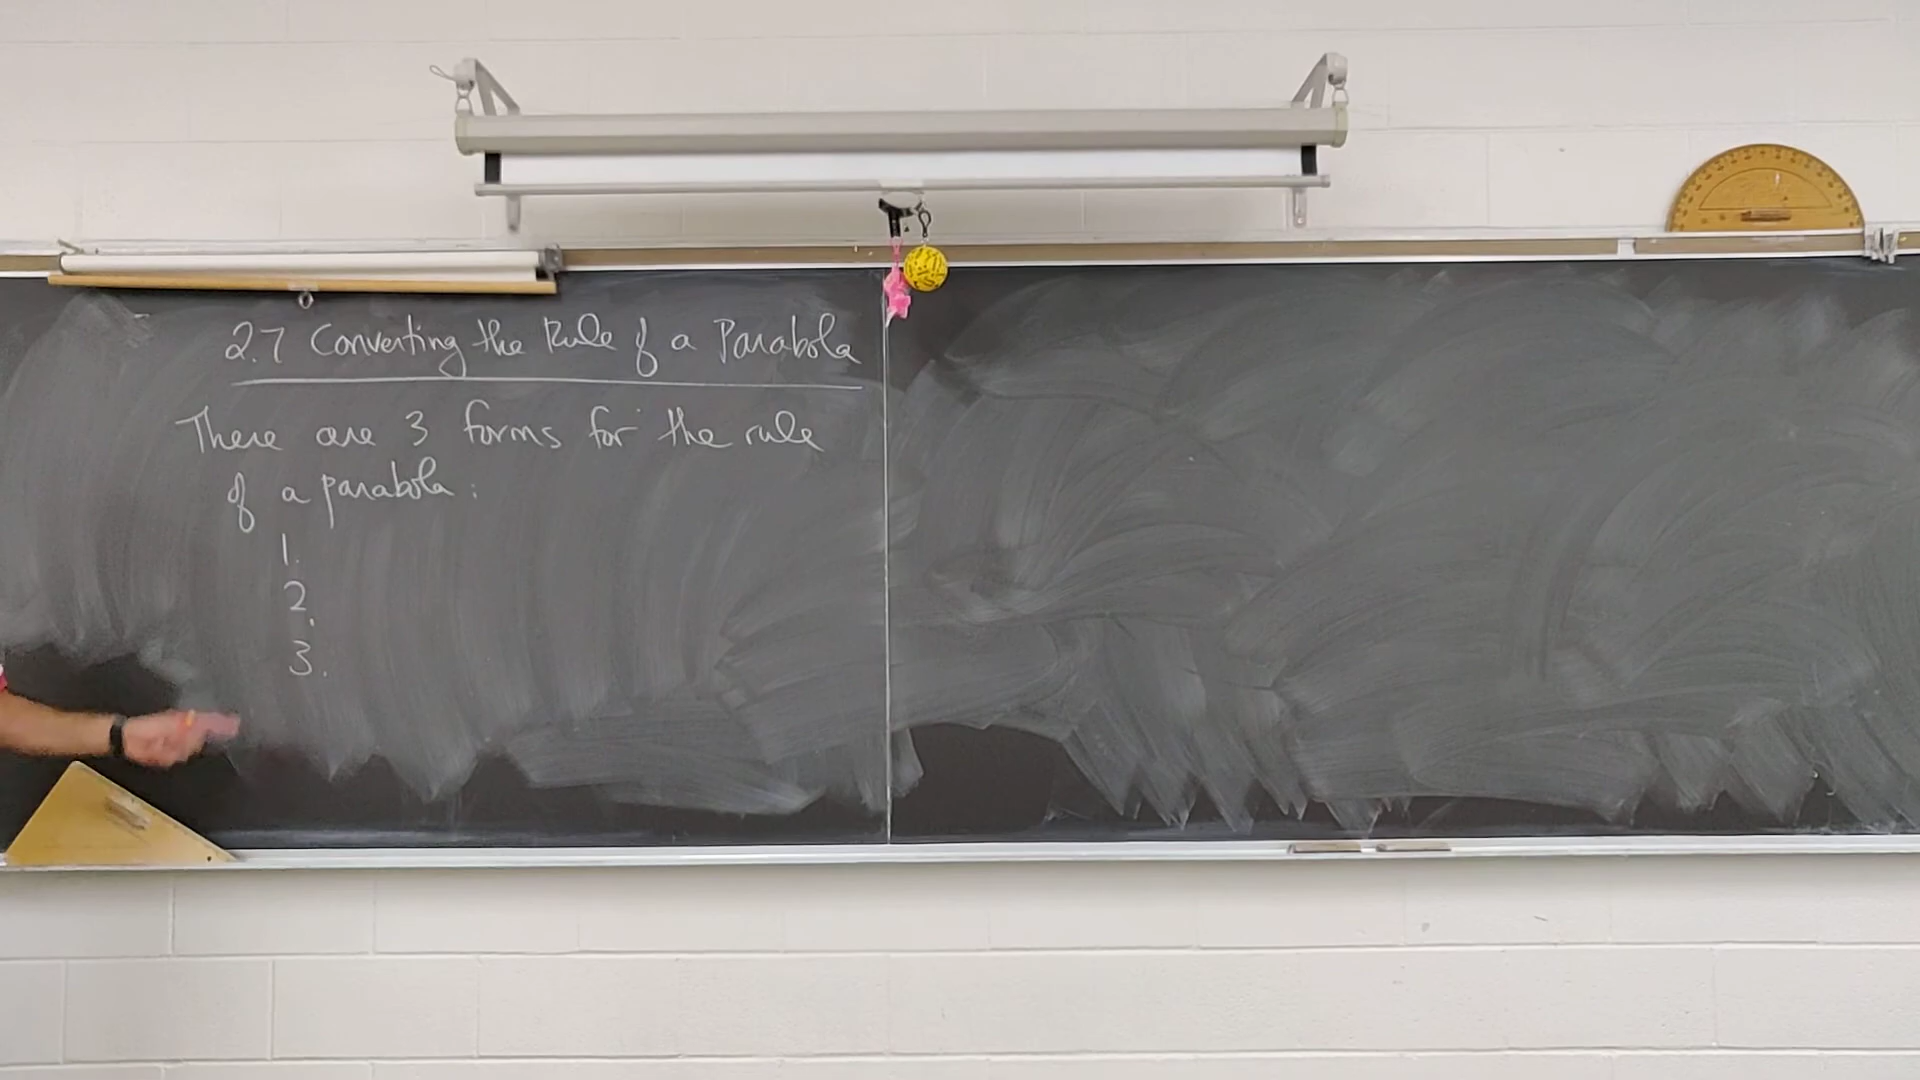 2.7 Converting the Rule of a Parabola
There are 3 forms for the rule
of a parabola:
1.
2.
3.